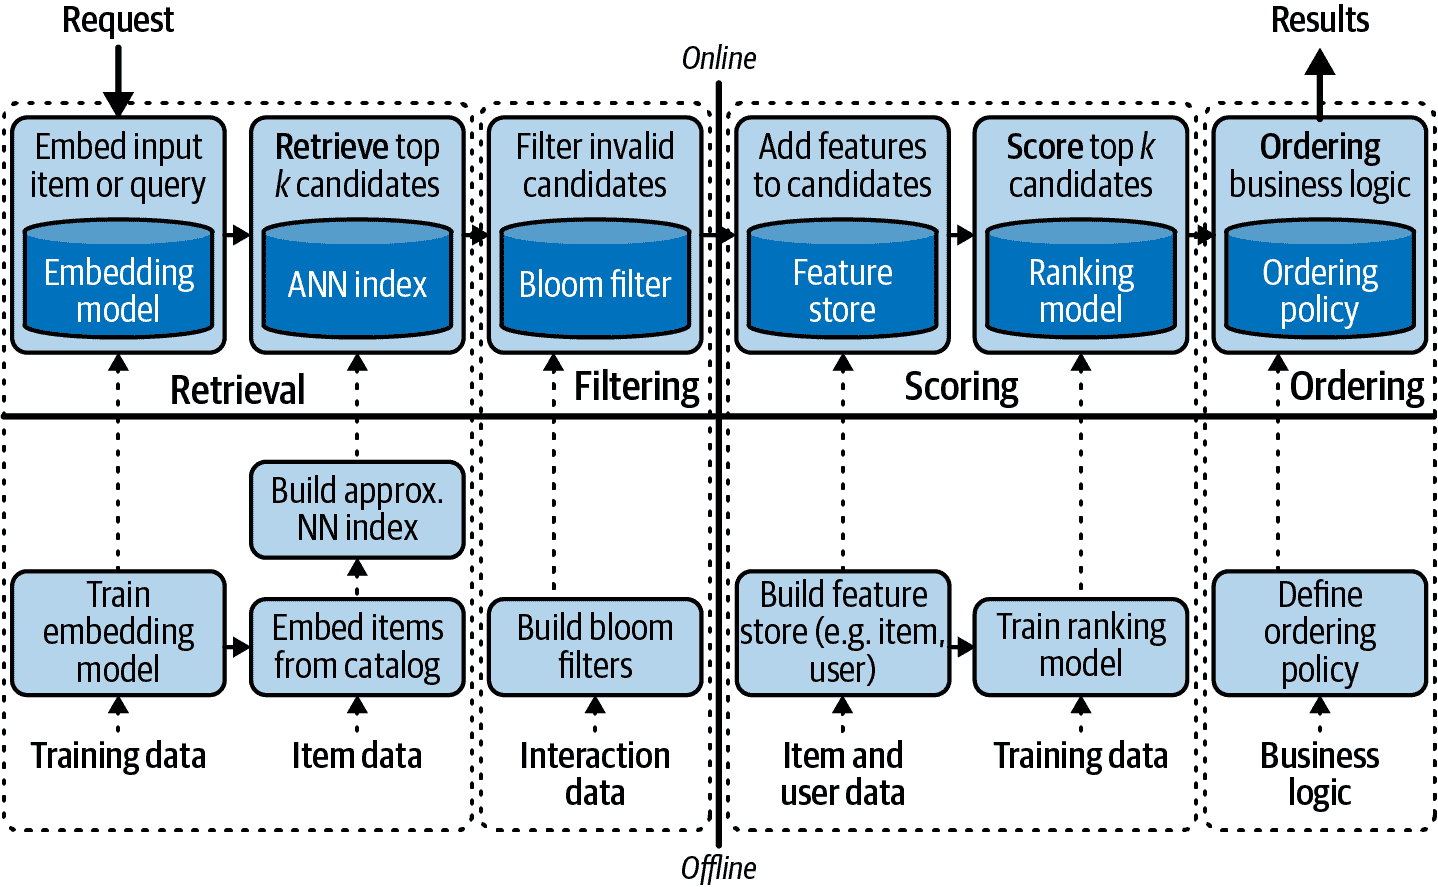 Request
Results
Online
Embed input
item or query
Embedding
model
Retrieve top
k candidates
ANN index
Filter invalid
candidates
Bloom filter
Add features
to candidates
Feature
store
Score top k
candidates
Ranking
model
Ordering
business logic
Ordering
policy
Retrieval
Filtering
Scoring
Ordering
Build approx.
NN index
Train
embedding
model
Embed items
from catalog
Build bloom
filters
Build feature
store (e.g. item,
user)
Train ranking
model
Define
ordering
policy
Training data
Item data
Interaction
data
Item and
user data
Training data
Business
logic
Offline